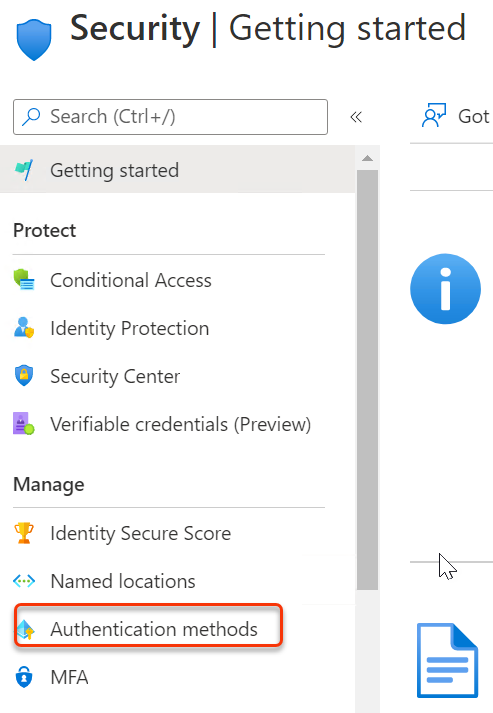 Security | Getting started
Search (Ctrl+/)
«
Got
Getting started
Protect
Conditional Access
Identity Protection
Security Center
Verifiable credentials (Preview)
Manage
Identity Secure Score
Named locations
Authentication methods
MFA